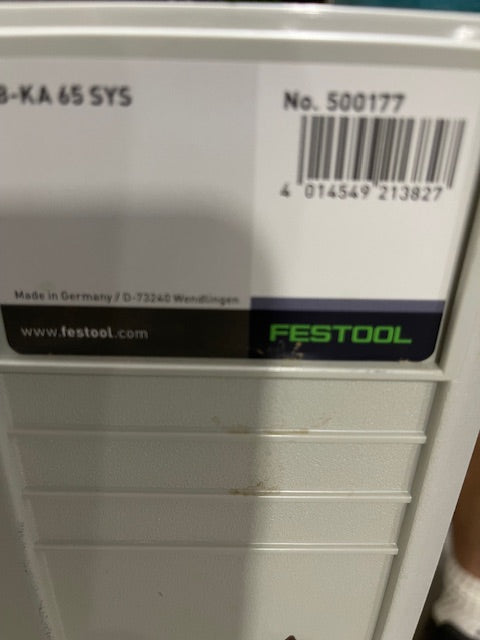 B-KA 65 SYS
No. 500177
4 014549 213827
Made in Germany / D-73240 Wendlingen
www.festool.com
FESTOOL